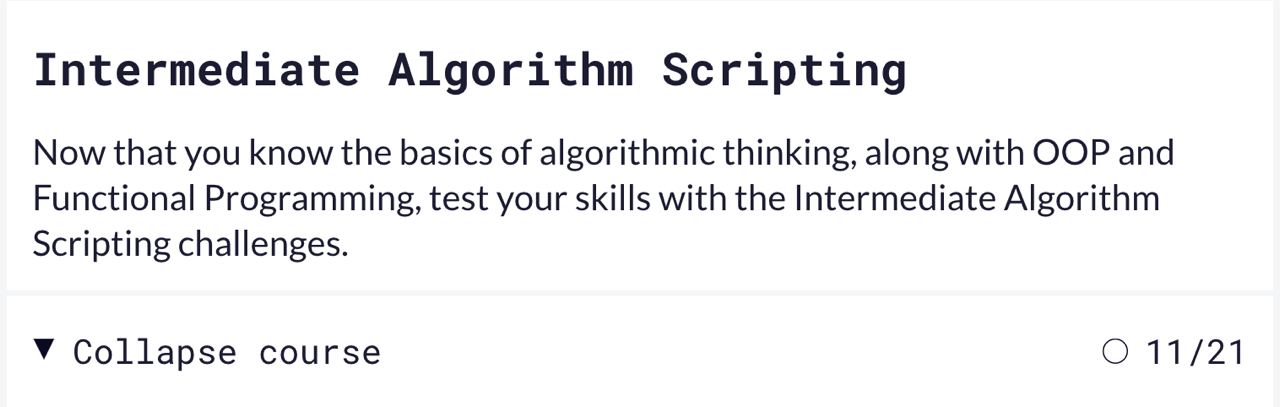 Intermediate Algorithm Scripting
Now that you know the basics of algorithmic thinking, along with OOP and
Functional Programming, test your skills with the Intermediate Algorithm
Scripting challenges.
Collapse course 11/21